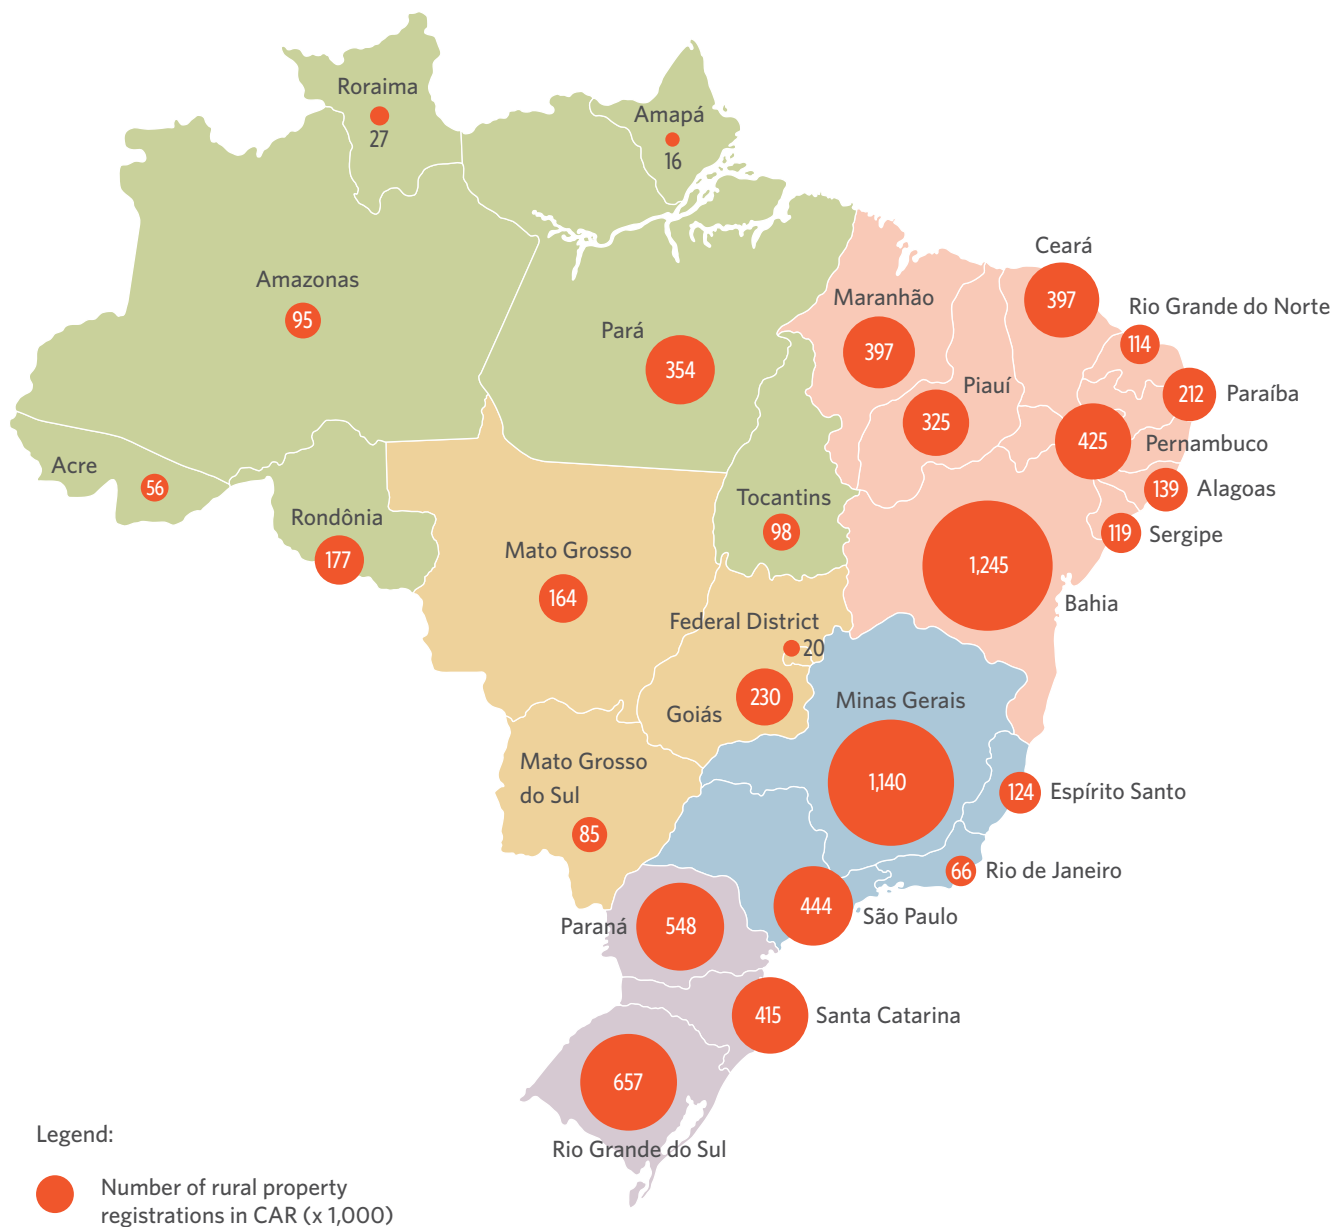 Roraima
27
Amapá
16
Ceará
397
Amazonas
95
Maranhão
397
Rio Grande do Norte
114
Pará
354
Piauí
325
212
Paraíba
425
Pernambuco
Acre
56
Tocantins
98
139
Alagoas
Rondônia
177
119
Sergipe
Mato Grosso
164
1,245
Bahia
Federal District
20
230
Goiás
Minas Gerais
1,140
Mato Grosso
do Sul
85
124
Espírito Santo
66
Rio de Janeiro
444
São Paulo
Paraná
548
415
Santa Catarina
657
Rio Grande do Sul
Legend:
Number of rural property
registrations in CAR (x 1,000)